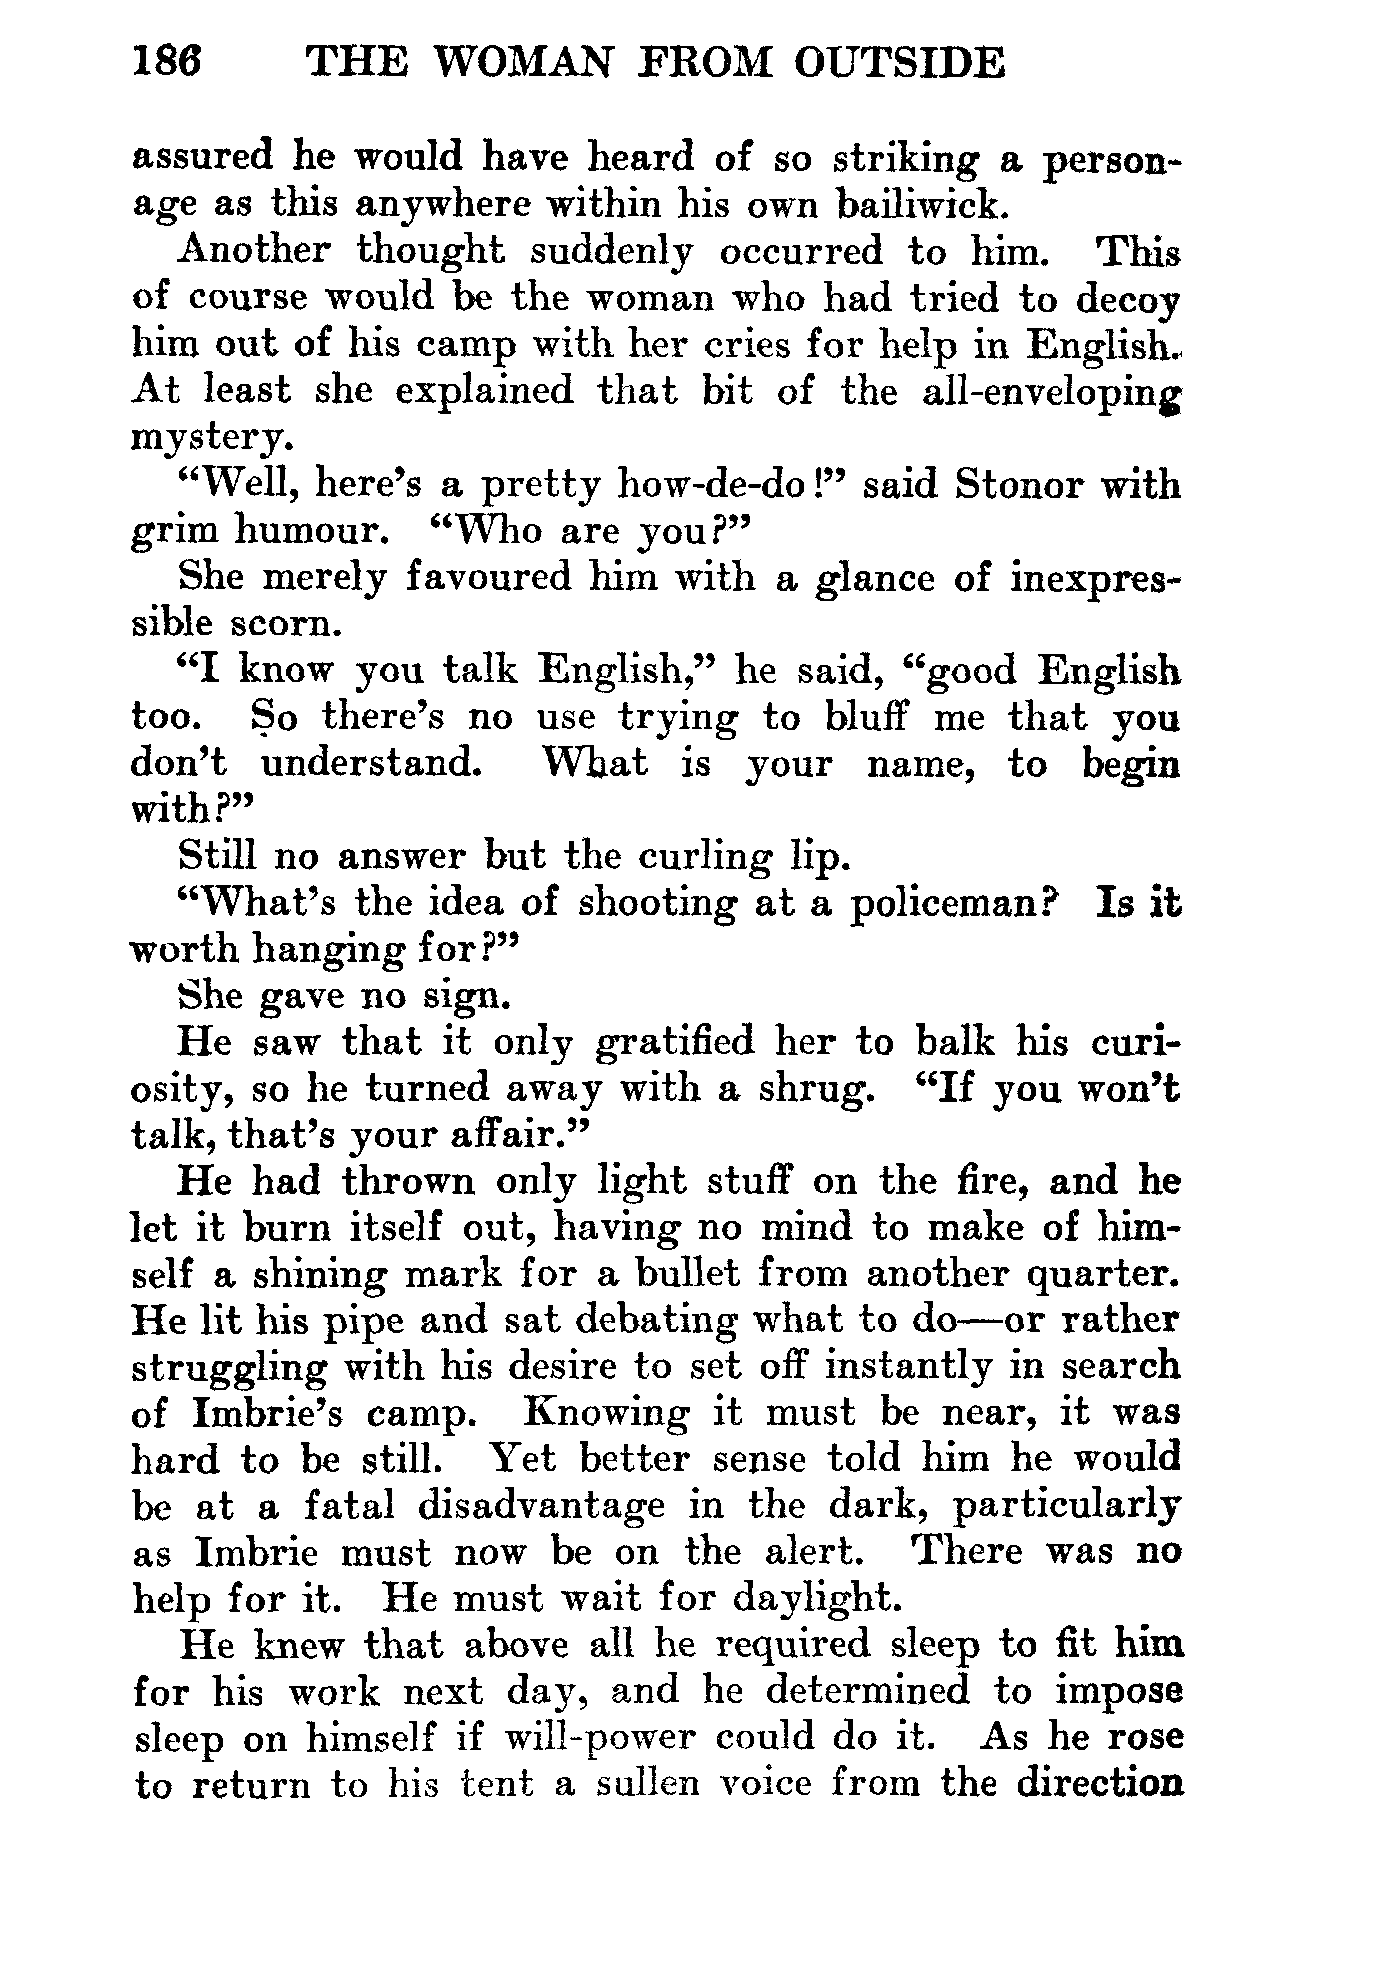 186 THE WOMAN FROM OUTSIDE
assured he would have heard of so striking a person-
age as this anywhere within his own bailiwick.
Another thought suddenly occurred to him. This
of course would be the woman who had tried to decoy
him out of his camp with her cries for help in English.
At least she explained that bit of the all-enveloping
mystery.
“Well, here’s a pretty how-de-do!” said Stonor with
grim humour. “Who are you?”
She merely favoured him with a glance of inexpres-
sible scorn.
“I know you talk English,” he said, “good English
too. So there’s no use trying to bluff me that you
don’t understand. What is your name, to begin
with?”
Still no answer but the curling lip.
“What’s the idea of shooting at a policeman? Is it
worth hanging for?”
She gave no sign.
He saw that it only gratified her to balk his curi-
osity, so he turned away with a shrug. “If you won’t
talk, that’s your affair.”
He had thrown only light stuff on the fire, and he
let it burn itself out, having no mind to make of him-
self a shining mark for a bullet from another quarter.
He lit his pipe and sat debating what to do—or rather
struggling with his desire to set off instantly in search
of Imbrie’s camp. Knowing it must be near, it was
hard to be still. Yet better sense told him he would
be at a fatal disadvantage in the dark, particularly
as Imbrie must now be on the alert. There was no
help for it. He must wait for daylight.
He knew that above all he required sleep to fit him
for his work next day, and he determined to impose
sleep on himself if will-power could do it. As he rose
to return to his tent a sullen voice from the direction